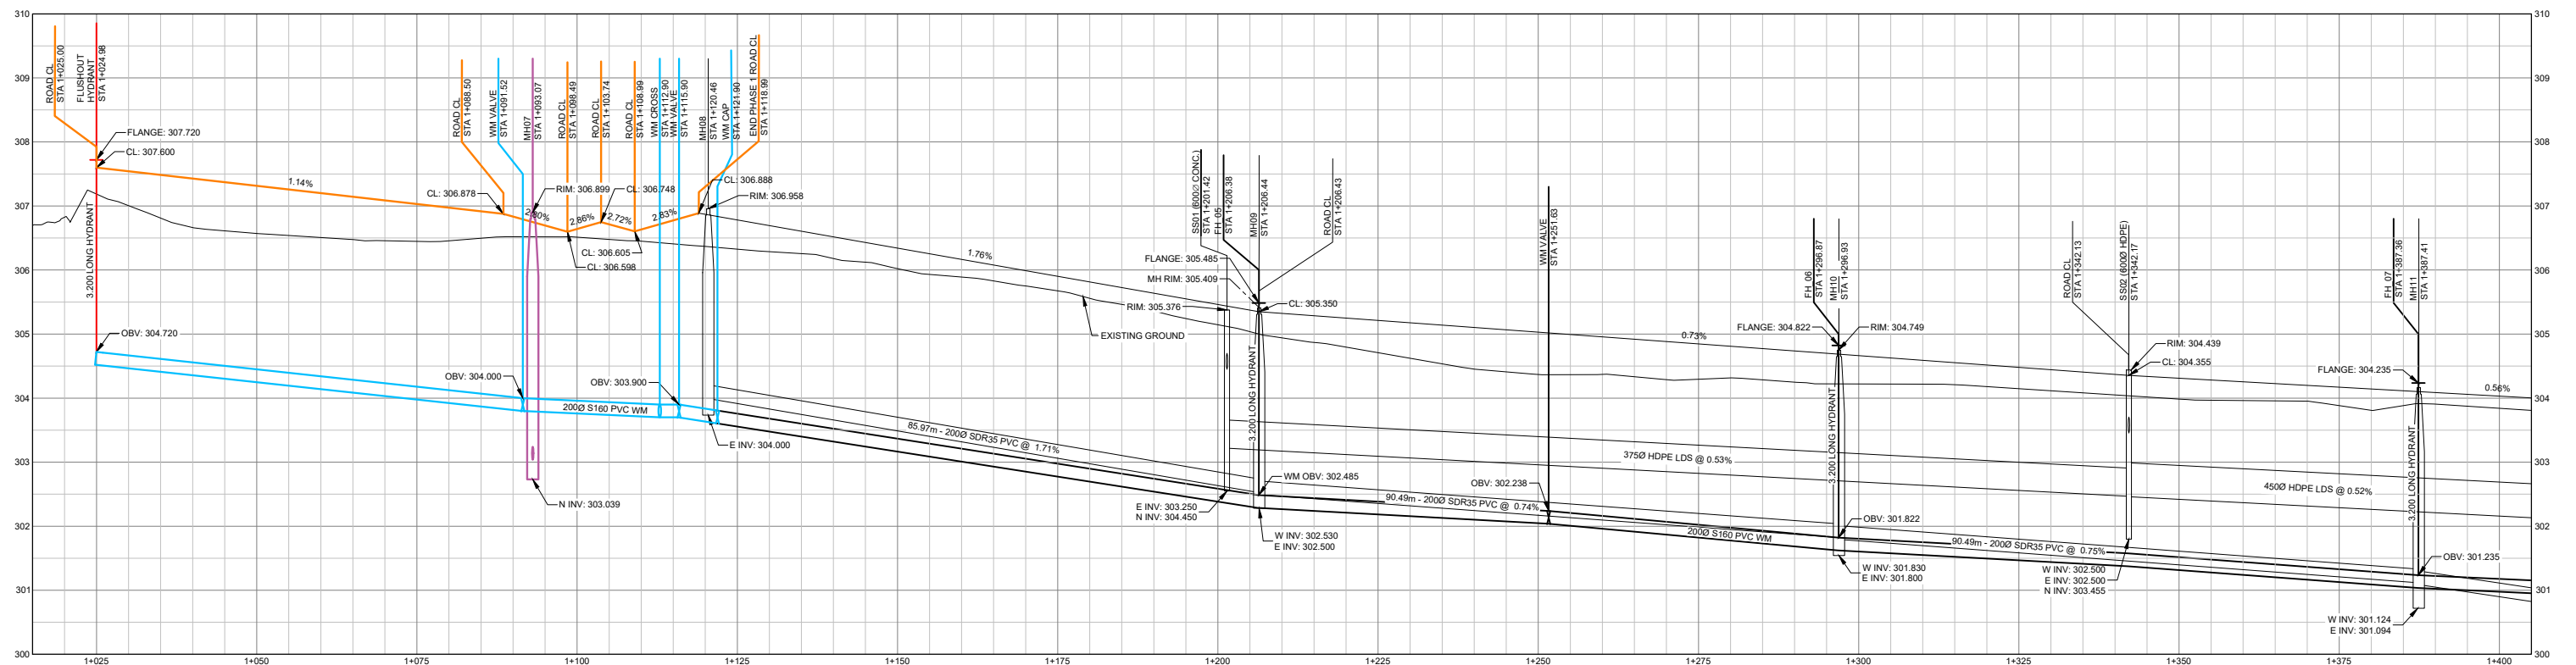 310
309
308
307
306
305
304
303
302
301
300
310
309
308
307
306
305
304
303
302
301
300
1+025
1+050
1+075
1+100
1+125
1+150
1+175
1+200
1+225
1+250
1+275
1+300
1+325
1+350
1+375
1+400
ROAD CL
STA 1+025.00
FLUSHOUT
HYDRANT
STA 1+024.98
FLANGE: 307.720
CL: 307.600
3.200 LONG HYDRANT
OBV: 304.720
1.14%
ROAD CL
STA 1+088.50
WM VALVE
STA 1+091.52
MH07
STA 1+093.07
ROAD CL
STA 1+098.49
ROAD CL
STA 1+103.74
ROAD CL
STA 1+108.99
WM CROSS
STA 1+112.90
WM VALVE
STA 1+115.90
MH08
STA 1+120.46
WM CAP
STA 1+121.90
END PHASE 1 ROAD CL
STA 1+118.99
CL: 306.878
RIM: 306.899
CL: 306.748
CL: 306.888
RIM: 306.958
2.80%
2.86%
2.72%
2.83%
CL: 306.605
CL: 306.598
OBV: 304.000
OBV: 303.900
200Ø S160 PVC WM
E INV: 304.000
N INV: 303.039
1.76%
EXISTING GROUND
85.97m - 200Ø SDR35 PVC @ 1.71%
SS01 (600∅ CONC.)
STA 1+201.42
FH-05
STA 1+206.38
MH09
STA 1+206.44
ROAD CL
STA 1+206.43
FLANGE: 305.485
MH RIM: 305.409
RIM: 305.376
CL: 305.350
3.200 LONG HYDRANT
WM OBV: 302.485
E INV: 303.250
N INV: 304.450
W INV: 302.530
E INV: 302.500
WM VALVE
STA 1+251.63
OBV: 302.238
90.49m - 200Ø SDR35 PVC @ 0.74%
375Ø HDPE LDS @ 0.53%
0.73%
200Ø S160 PVC WM
FH_06
STA 1+296.87
MH10
STA 1+296.93
FLANGE: 304.822
RIM: 304.749
3.200 LONG HYDRANT
OBV: 301.822
W INV: 301.830
E INV: 301.800
90.49m - 200Ø SDR35 PVC @ 0.75%
ROAD CL
STA 1+342.13
SS02 (600Ø HDPE)
STA 1+342.17
RIM: 304.439
CL: 304.355
W INV: 302.500
E INV: 302.500
N INV: 303.455
450Ø HDPE LDS @ 0.52%
FH_07
STA 1+387.36
MH11
STA 1+387.41
FLANGE: 304.235
3.200 LONG HYDRANT
0.56%
OBV: 301.235
W INV: 301.124
E INV: 301.094